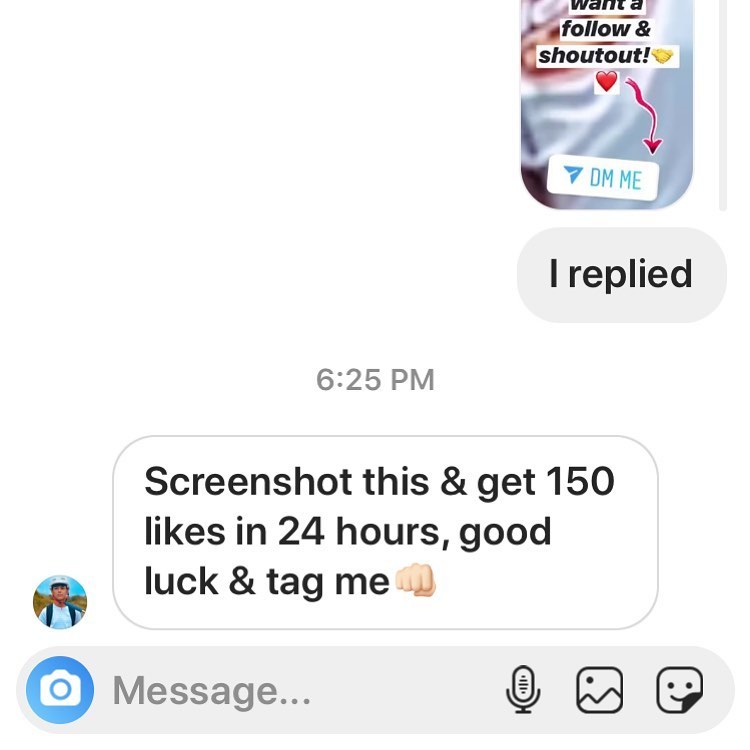 want a
follow &
shoutout!🤝
❤️
DM ME
I replied
6:25 PM
Screenshot this & get 150
likes in 24 hours, good
luck & tag me👊🏻
Message...